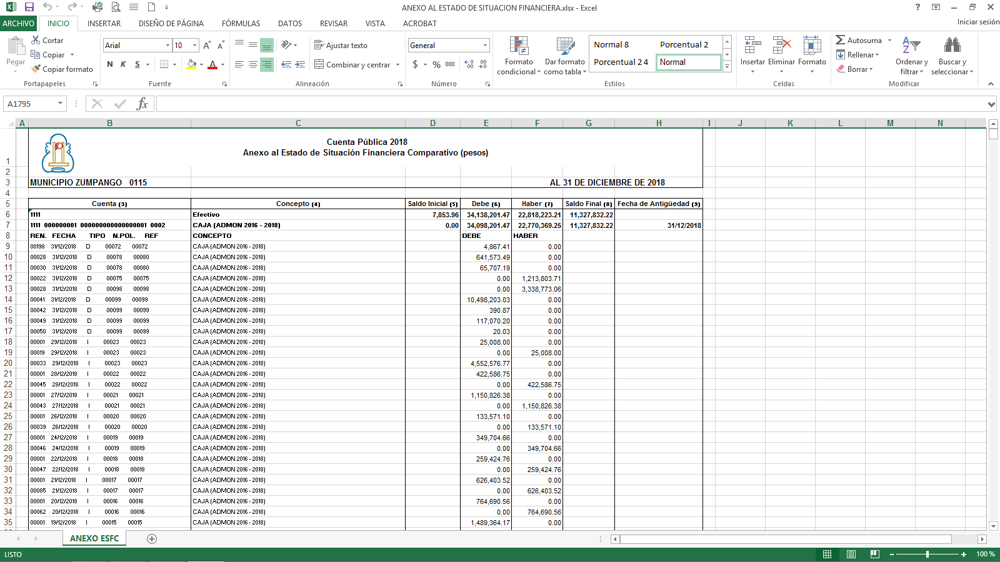 ANEXO AL ESTADO DE SITUACION FINANCIERA.xlsx - Excel
ARCHIVO INICIO INSERTAR DISEÑO DE PÁGINA FÓRMULAS DATOS REVISAR VISTA ACROBAT Iniciar sesión
Pegar
Cortar
Copiar
Copiar formato
Portapapeles
Arial 10
N K S
Fuente
Ajustar texto
Combinar y centrar
Alineación
General
$ % 000
Número
Formato condicional
Dar formato como tabla
Normal 8 Porcentual 2
Porcentual 2 4 Normal
Estilos
Insertar Eliminar Formato
Celdas
Autosuma
Rellenar
Borrar
Ordenar y filtrar
Buscar y seleccionar
Modificar
A1795 fx
A B C D E F G H I J K L M N
Cuenta Pública 2018
1 Anexo al Estado de Situación Financiera Comparativo (pesos)
2
3 MUNICIPIO ZUMPANGO 0115 AL 31 DE DICIEMBRE DE 2018
4
5 Cuenta (3) Concepto (4) Saldo Inicial (5) Debe (6) Haber (7) Saldo Final (8) Fecha de Antigüedad (9)
6 1111 Efectivo 7,853.96 34,138,201.47 22,818,223.21 11,327,832.22
7 1111 000000001 000000000000000001 0002 CAJA (ADMON 2016 - 2018) 0.00 34,098,201.47 22,770,369.25 11,327,832.22 31/12/2018
8 REN. FECHA TIPO N.POL. REF CONCEPTO DEBE HABER
9 00198 31/12/2018 D 00072 00072 CAJA (ADMON 2016 - 2018) 4,867.41 0.00
10 00028 31/12/2018 D 00078 00080 CAJA (ADMON 2016 - 2018) 641,573.49 0.00
11 00030 31/12/2018 D 00078 00080 CAJA (ADMON 2016 - 2018) 65,707.19 0.00
12 00022 31/12/2018 D 00075 00075 CAJA (ADMON 2016 - 2018) 0.00 1,213,803.71
13 00028 31/12/2018 D 00098 00098 CAJA (ADMON 2016 - 2018) 0.00 3,338,773.06
14 00041 31/12/2018 D 00099 00099 CAJA (ADMON 2016 - 2018) 10,498,203.03 0.00
15 00042 31/12/2018 D 00099 00099 CAJA (ADMON 2016 - 2018) 390.87 0.00
16 00049 31/12/2018 D 00099 00099 CAJA (ADMON 2016 - 2018) 117,070.20 0.00
17 00050 31/12/2018 D 00099 00099 CAJA (ADMON 2016 - 2018) 20.03 0.00
18 00001 29/12/2018 I 00023 00023 CAJA (ADMON 2016 - 2018) 25,008.00 0.00
19 00019 29/12/2018 I 00023 00023 CAJA (ADMON 2016 - 2018) 0.00 25,008.00
20 00033 29/12/2018 I 00023 00023 CAJA (ADMON 2016 - 2018) 4,552,576.77 0.00
21 00001 28/12/2018 I 00022 00022 CAJA (ADMON 2016 - 2018) 422,586.75 0.00
22 00045 28/12/2018 I 00022 00022 CAJA (ADMON 2016 - 2018) 0.00 422,586.75
23 00001 27/12/2018 I 00021 00021 CAJA (ADMON 2016 - 2018) 1,150,826.38 0.00
24 00043 27/12/2018 I 00021 00021 CAJA (ADMON 2016 - 2018) 0.00 1,150,826.38
25 00001 26/12/2018 I 00020 00020 CAJA (ADMON 2016 - 2018) 133,571.10 0.00
26 00039 26/12/2018 I 00020 00020 CAJA (ADMON 2016 - 2018) 0.00 133,571.10
27 00001 24/12/2018 I 00019 00019 CAJA (ADMON 2016 - 2018) 349,704.66 0.00
28 00046 24/12/2018 I 00019 00019 CAJA (ADMON 2016 - 2018) 0.00 349,704.66
29 00001 22/12/2018 I 00018 00018 CAJA (ADMON 2016 - 2018) 259,424.76 0.00
30 00047 22/12/2018 I 00018 00018 CAJA (ADMON 2016 - 2018) 0.00 259,424.76
31 00001 21/12/2018 I 00017 00017 CAJA (ADMON 2016 - 2018) 626,403.52 0.00
32 00085 21/12/2018 I 00017 00017 CAJA (ADMON 2016 - 2018) 0.00 626,403.52
33 00001 20/12/2018 I 00016 00016 CAJA (ADMON 2016 - 2018) 764,690.56 0.00
34 00062 20/12/2018 I 00016 00016 CAJA (ADMON 2016 - 2018) 0.00 764,690.56
35 00001 19/12/2018 I 00015 00015 CAJA (ADMON 2016 - 2018) 1,489,364.17 0.00
ANEXO ESFC
LISTO 100 %